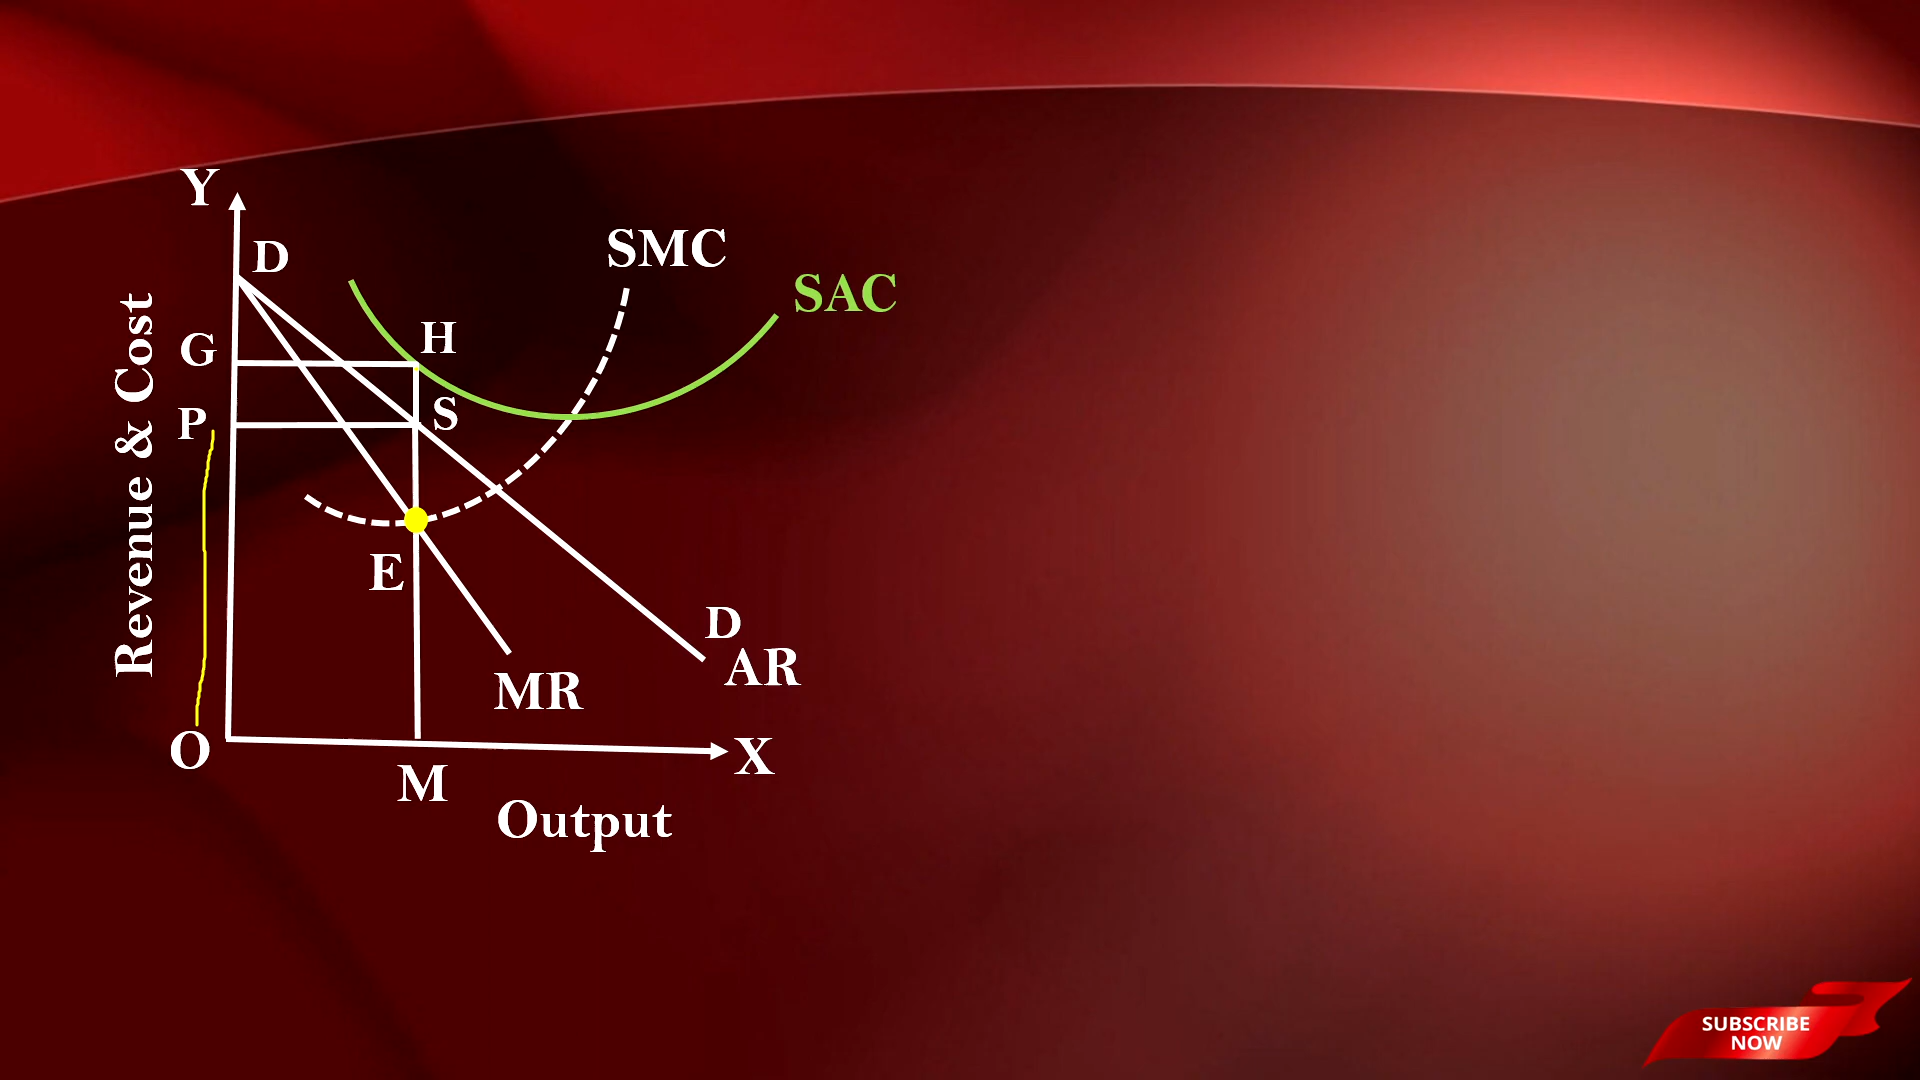 Y
D
SMC
SAC
G
H
P
S
Revenue & Cost
E
D
AR
MR
O
X
M
Output
SUBSCRIBE
NOW